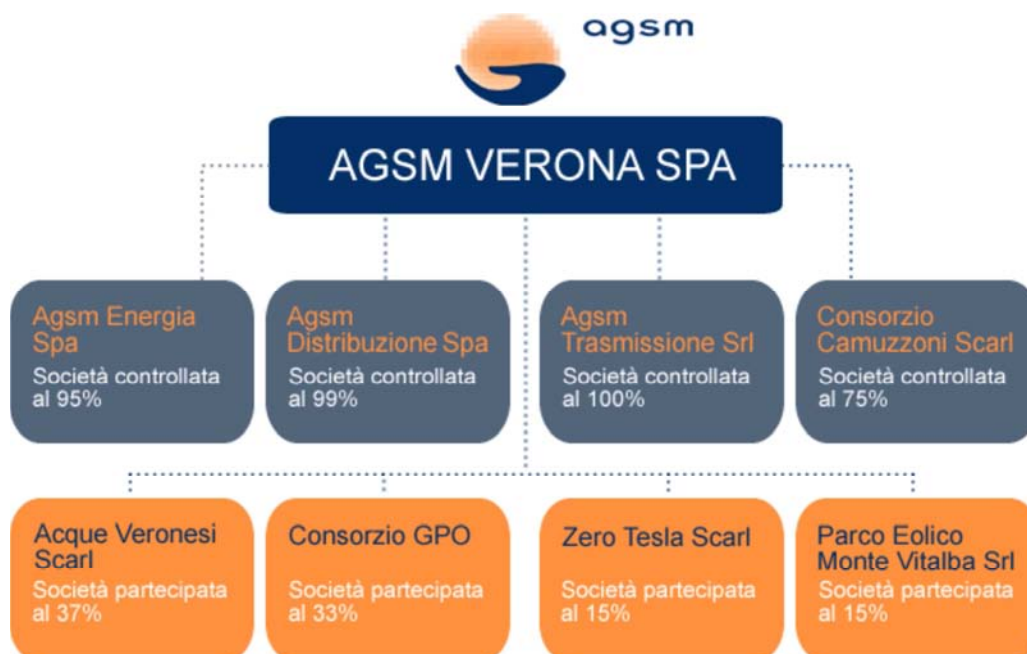 agsm
AGSM VERONA SPA
Agsm Energia
Spa
Società controllata
al 95%
Agsm
Distribuzione Spa
Società controllata
al 99%
Agsm
Trasmissione Srl
Società controllata
al 100%
Consorzio
Camuzzoni Scarl
Società controllata
al 75%
Acque Veronesi
Scarl
Società partecipata
al 37%
Consorzio GPO
Società partecipata
al 33%
Zero Tesla Scarl
Società partecipata
al 15%
Parco Eolico
Monte Vitalba Srl
Società partecipata
al 15%